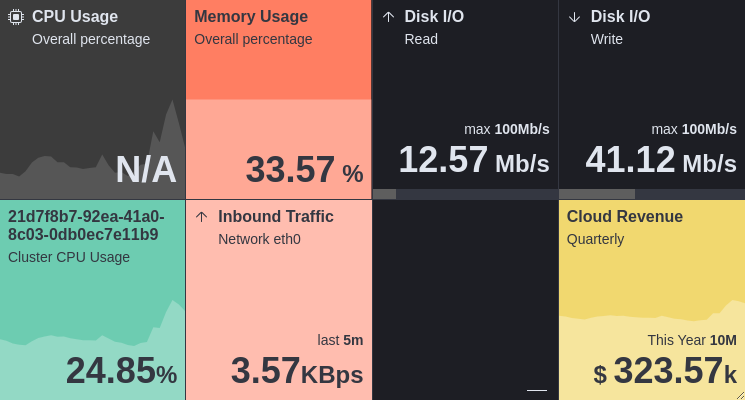 CPU Usage
Overall percentage
N/A
Memory Usage
Overall percentage
33.57 %
Disk I/O
Read
max 100Mb/s
12.57 Mb/s
Disk I/O
Write
max 100Mb/s
41.12 Mb/s
21d7f8b7-92ea-41a0-
8c03-0db0ec7e11b9
Cluster CPU Usage
24.85%
Inbound Traffic
Network eth0
last 5m
3.57KBps
Cloud Revenue
Quarterly
This Year 10M
$ 323.57k